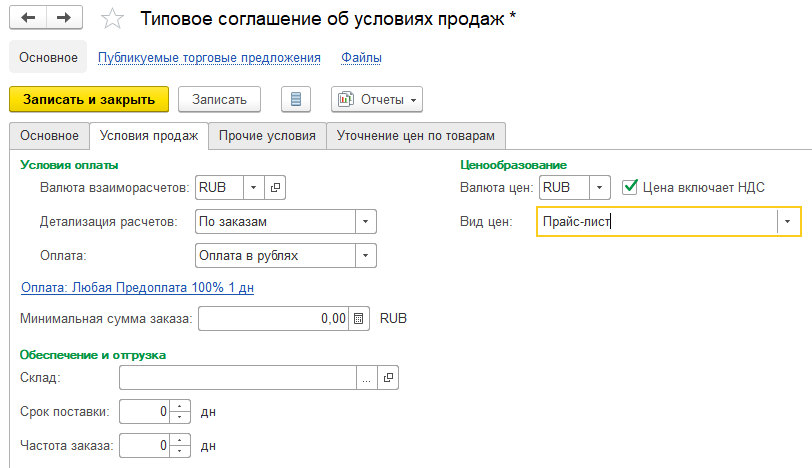 Типовое соглашение об условиях продаж *
Основное Публикуемые торговые предложения Файлы
Записать и закрыть Записать Отчеты
Основное Условия продаж Прочие условия Уточнение цен по товарам
Условия оплаты Ценообразование
Валюта взаиморасчетов: RUB Валюта цен: RUB Цена включает НДС
Детализация расчетов: По заказам Вид цен: Прайс-лист
Оплата: Оплата в рублях
Оплата: Любая Предоплата 100% 1 дн
Минимальная сумма заказа: 0,00 RUB
Обеспечение и отгрузка
Склад: ...
Срок поставки: 0 дн
Частота заказа: 0 дн